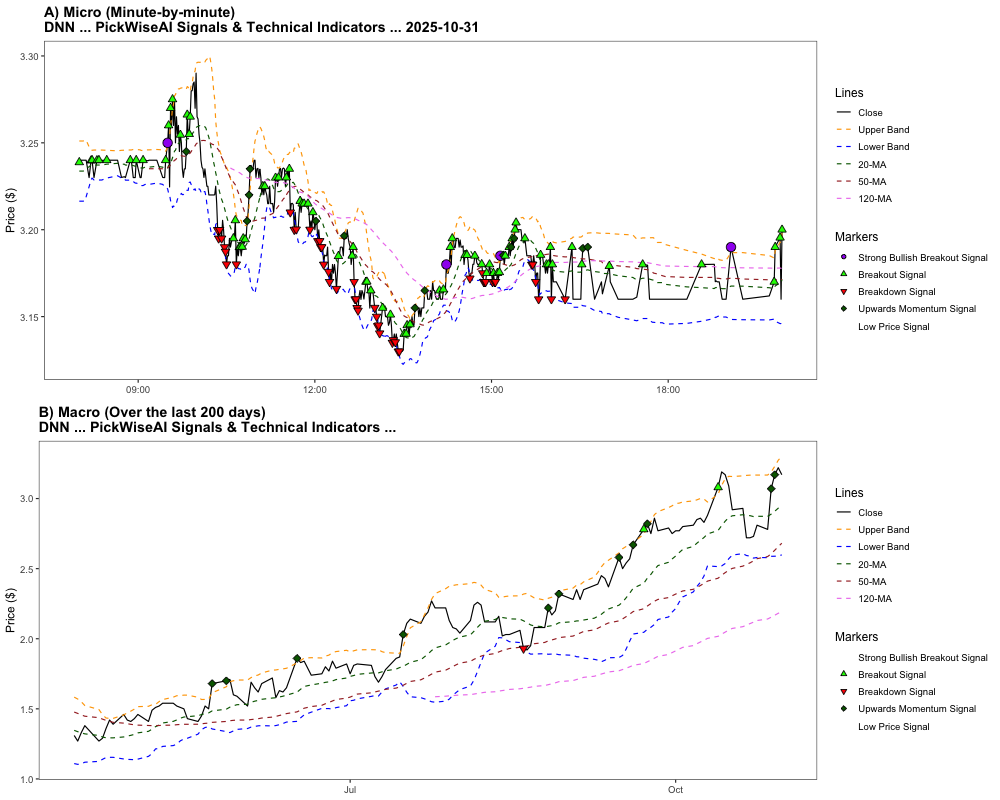 A) Micro (Minute-by-minute)
DNN ... PickWiseAI Signals & Technical Indicators ... 2025-10-31
Price ($)
3.30
3.25
3.20
3.15
09:00
12:00
15:00
18:00
Lines
Close
Upper Band
Lower Band
20-MA
50-MA
120-MA
Markers
Strong Bullish Breakout Signal
Breakout Signal
Breakdown Signal
Upwards Momentum Signal
Low Price Signal
B) Macro (Over the last 200 days)
DNN ... PickWiseAI Signals & Technical Indicators ...
Price ($)
3.0
2.5
2.0
1.5
1.0
Jul
Oct
Lines
Close
Upper Band
Lower Band
20-MA
50-MA
120-MA
Markers
Strong Bullish Breakout Signal
Breakout Signal
Breakdown Signal
Upwards Momentum Signal
Low Price Signal